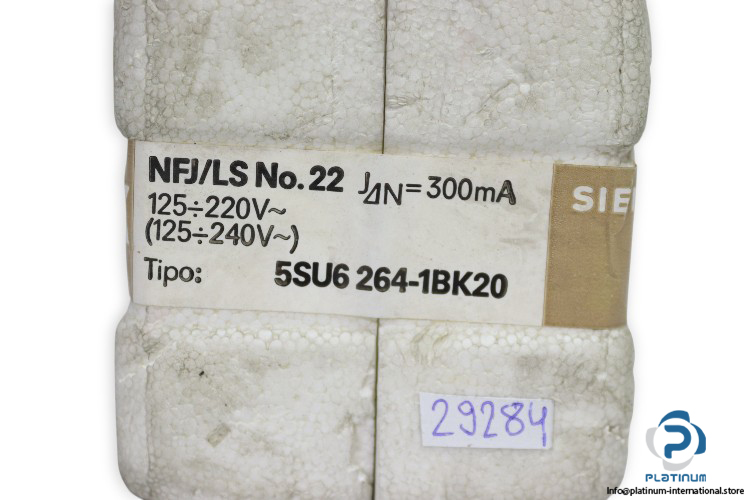 NFJ/LS No. 22 J∆N = 300mA
125÷220V~
(125÷240V~)
Tipo: 5SU6 264-1BK20
SIE
29284
PLATINUM
info@platinum-international.store